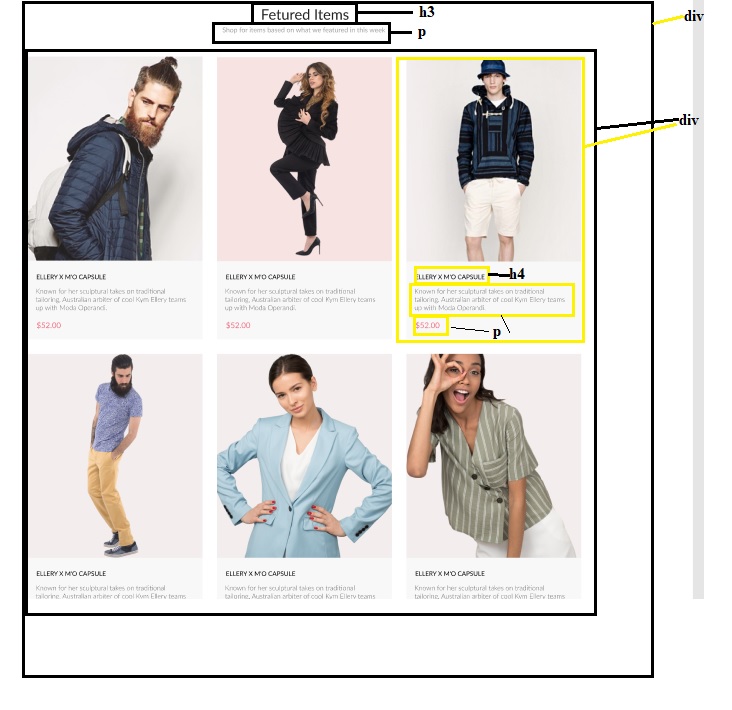 Fetured Items
h3
div
Shop for items based on what we featured in this week
p
div
ELLERY X M'O CAPSULE
Known for her sculptural takes on traditional
tailoring, Australian arbiter of cool Kym Ellery teams
up with Moda Operandi.
$52.00
ELLERY X M'O CAPSULE
Known for her sculptural takes on traditional
tailoring, Australian arbiter of cool Kym Ellery teams
up with Moda Operandi.
$52.00
ELLERY X M'O CAPSULE
h4
Known for her sculptural takes on traditional
tailoring, Australian arbiter of cool Kym Ellery teams
up with Moda Operandi.
$52.00
p
ELLERY X M'O CAPSULE
Known for her sculptural takes on traditional
tailoring, Australian arbiter of cool Kym Ellery teams
ELLERY X M'O CAPSULE
Known for her sculptural takes on traditional
tailoring, Australian arbiter of cool Kym Ellery teams
ELLERY X M'O CAPSULE
Known for her sculptural takes on traditional
tailoring, Australian arbiter of cool Kym Ellery teams